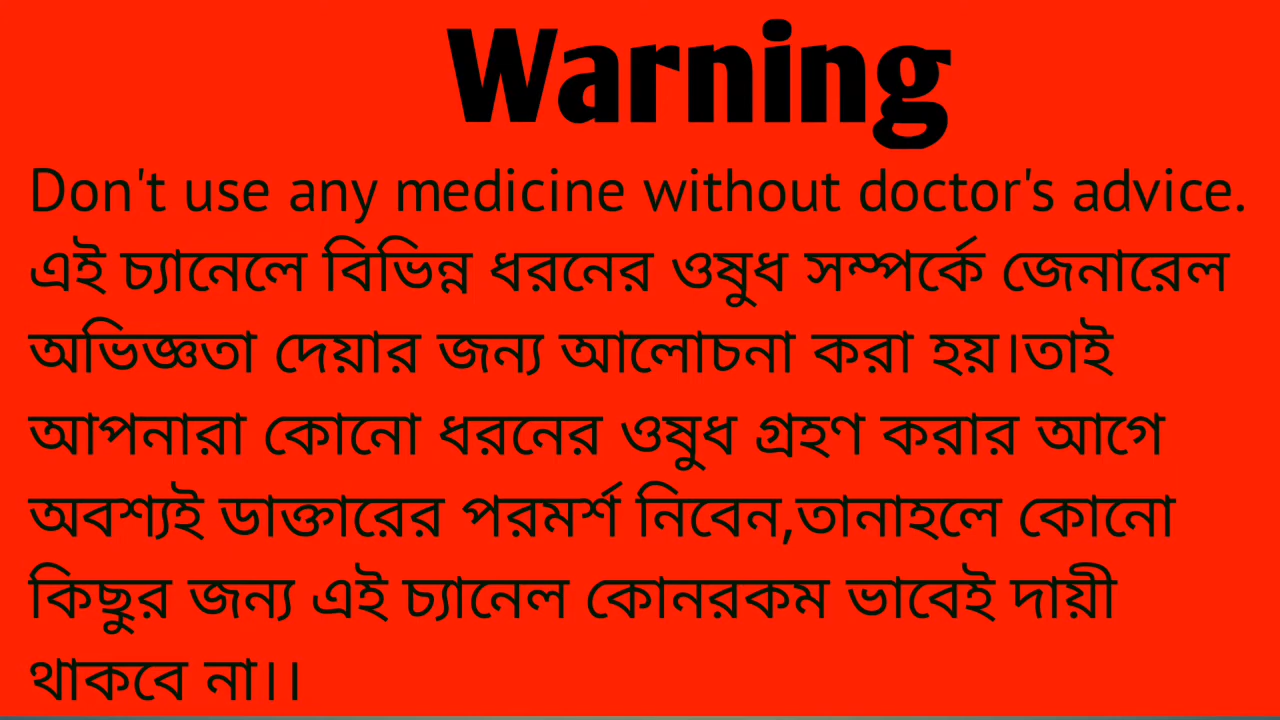 Warning
Don't use any medicine without doctor's advice.
এই চ্যানেলে বিভিন্ন ধরনের ওষুধ সম্পর্কে জেনারেল
অভিজ্ঞতা দেয়ার জন্য আলোচনা করা হয়।তাই
আপনারা কোনো ধরনের ওষুধ গ্রহণ করার আগে
অবশ্যই ডাক্তারের পরমর্শ নিবেন,তানাহলে কোনো
কিছুর জন্য এই চ্যানেল কোনরকম ভাবেই দায়ী
থাকবে না।।